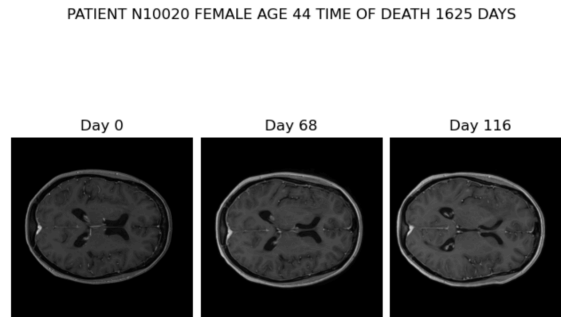 PATIENT N10020 FEMALE AGE 44 TIME OF DEATH 1625 DAYS
Day 0
Day 68
Day 116